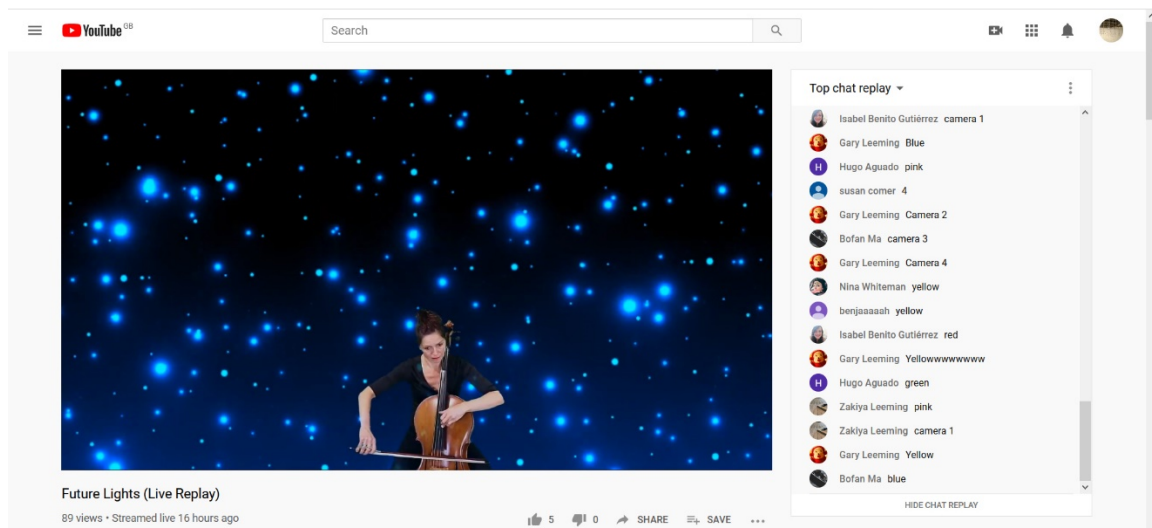 YouTube GB
Search
Top chat replay
Isabel Benito Gutiérrez camera 1
Gary Leeming Blue
H Hugo Aguado pink
susan comer 4
Gary Leeming Camera 2
Bofan Ma camera 3
Gary Leeming Camera 4
Nina Whiteman yellow
benjaaaaah yellow
Isabel Benito Gutiérrez red
Gary Leeming Yellowwwwwwww
H Hugo Aguado green
Zakiya Leeming pink
Zakiya Leeming camera 1
Gary Leeming Yellow
Bofan Ma blue
HIDE CHAT REPLAY
Future Lights (Live Replay)
89 views • Streamed live 16 hours ago
5 0 SHARE SAVE